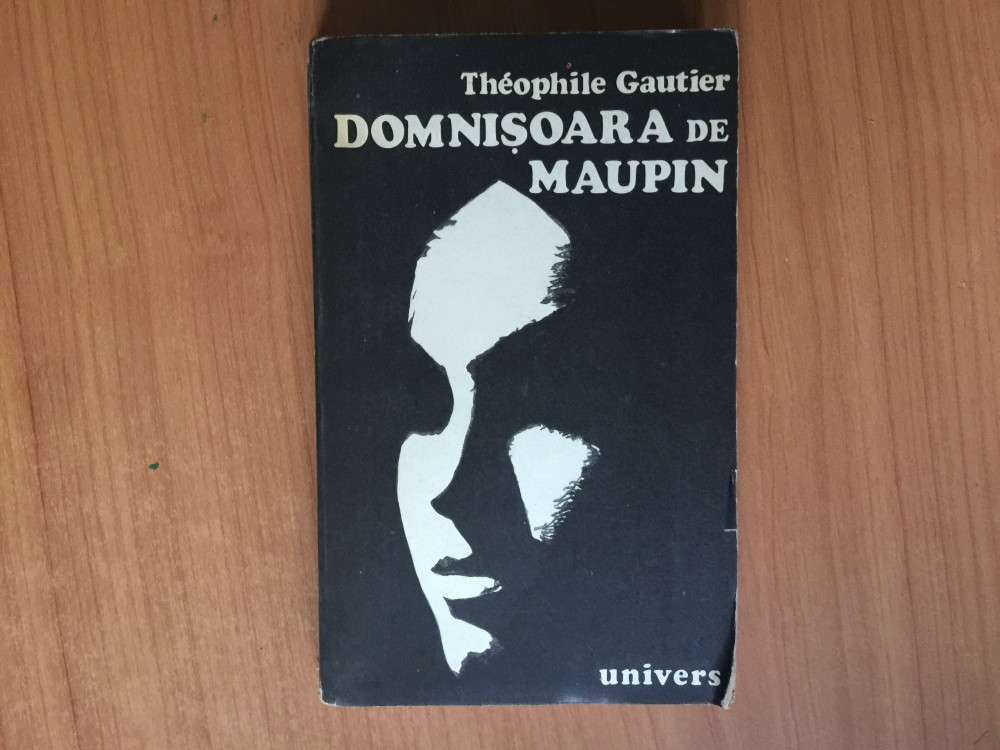 Théophile Gautier
DOMNIȘOARA DE
MAUPIN
univers